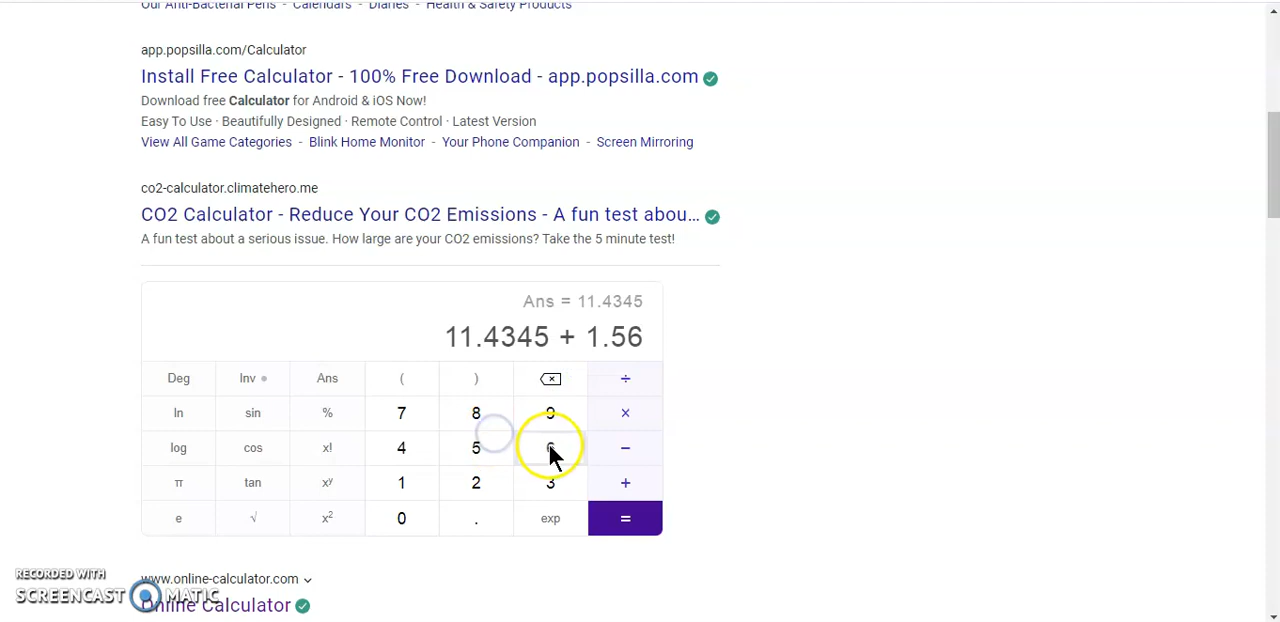 Our Anti-Bacterial Pens - Calendars - Diaries - Health & Safety Products
app.popsilla.com/Calculator
Install Free Calculator - 100% Free Download - app.popsilla.com
Download free Calculator for Android & iOS Now!
Easy To Use · Beautifully Designed · Remote Control · Latest Version
View All Game Categories - Blink Home Monitor - Your Phone Companion - Screen Mirroring
co2-calculator.climatehero.me
CO2 Calculator - Reduce Your CO2 Emissions - A fun test abou...
A fun test about a serious issue. How large are your CO2 emissions? Take the 5 minute test!
Ans = 11.4345
11.4345 + 1.56
Deg Inv Ans ( ) ÷
ln sin % 7 8 9 ×
log cos x! 4 5 6 −
π tan xʸ 1 2 3 +
e √ x² 0 . exp =
www.online-calculator.com
Online Calculator
RECORDED WITH
SCREENCAST MATIC